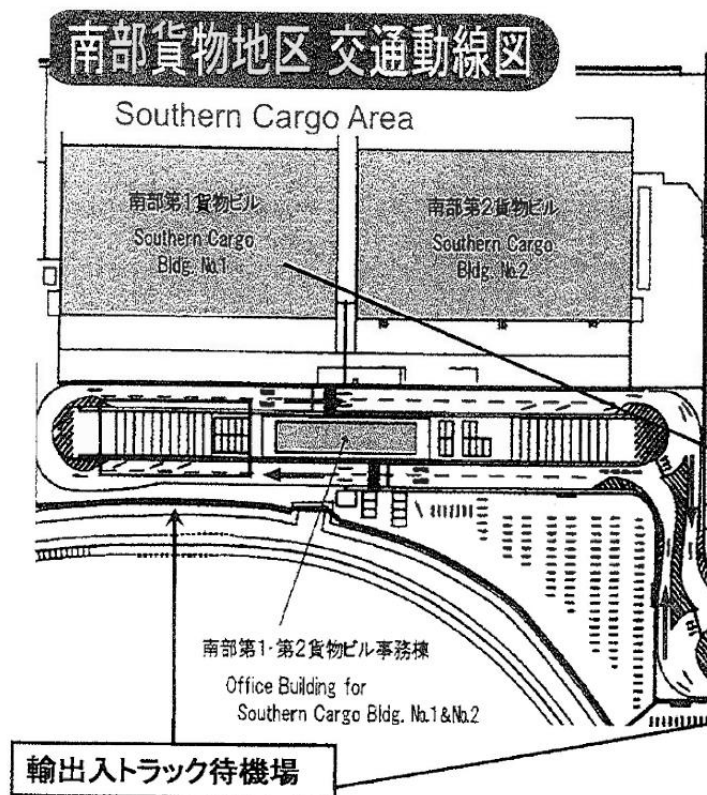 南部貨物地区 交通動線図
Southern Cargo Area
南部第1貨物ビル
Southern Cargo
Bldg. No.1
南部第2貨物ビル
Southern Cargo
Bldg. No.2
南部第1・第2貨物ビル事務棟
Office Building for
Southern Cargo Bldg. No.1&No.2
輸出入トラック待機場